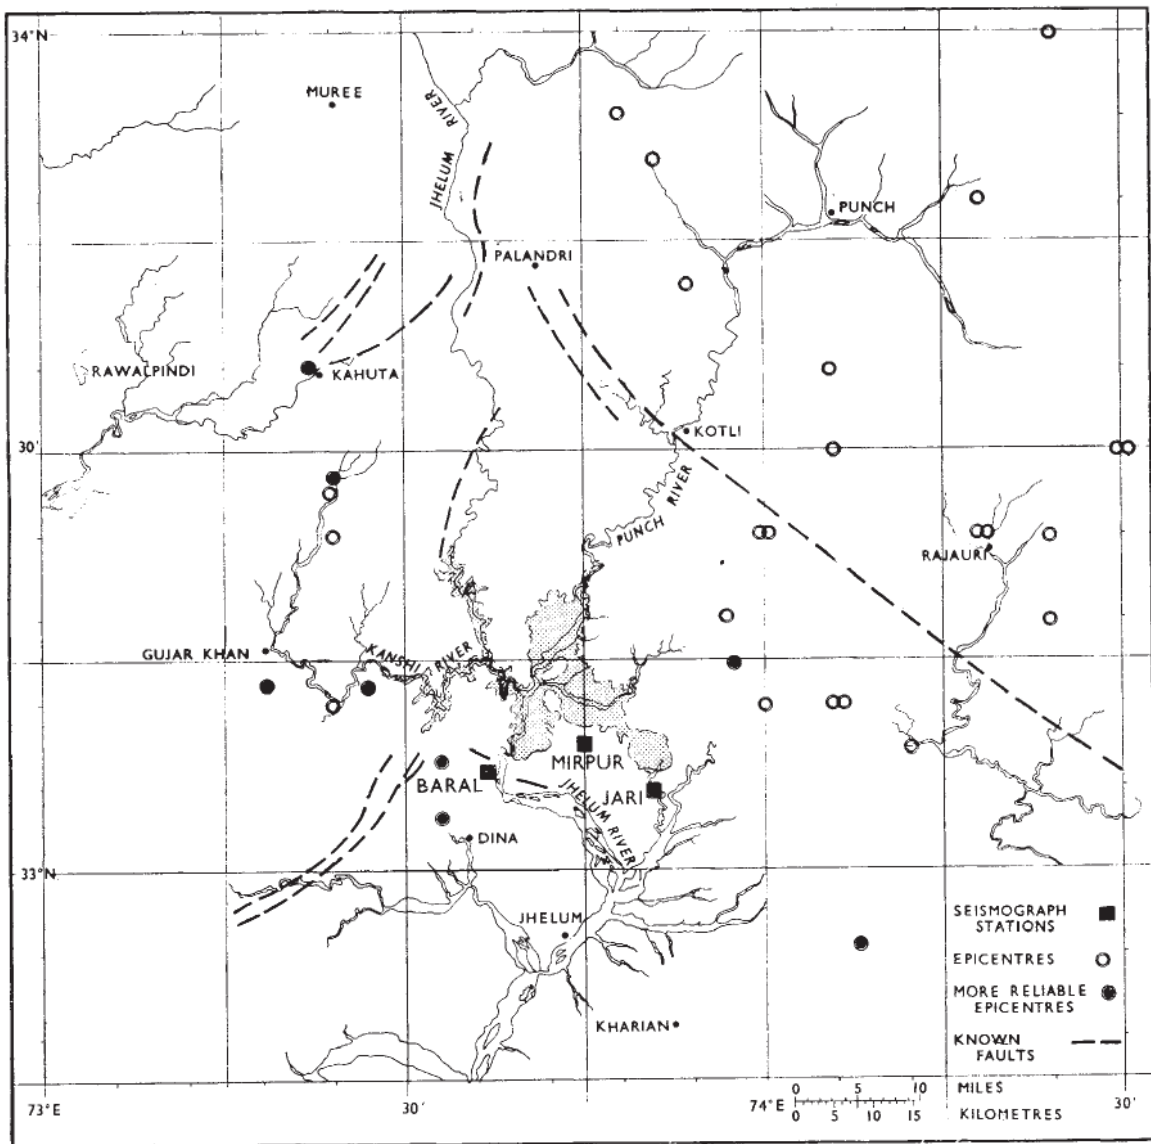 34°N
MUREE
JHELUM RIVER
PUNCH
PALANDRI
RAWALPINDI
KAHUTA
KOTLI
30'
PUNCH RIVER
RAJAURI
GUJAR KHAN
KANSHI RIVER
MIRPUR
BARAL
JARI
JHELUM RIVER
DINA
33°N
JHELUM
KHARIAN
SEISMOGRAPH
STATIONS
EPICENTRES
MORE RELIABLE
EPICENTRES
KNOWN
FAULTS
0 5 10 MILES
0 5 10 15 KILOMETRES
73°E
30'
74°E
30'